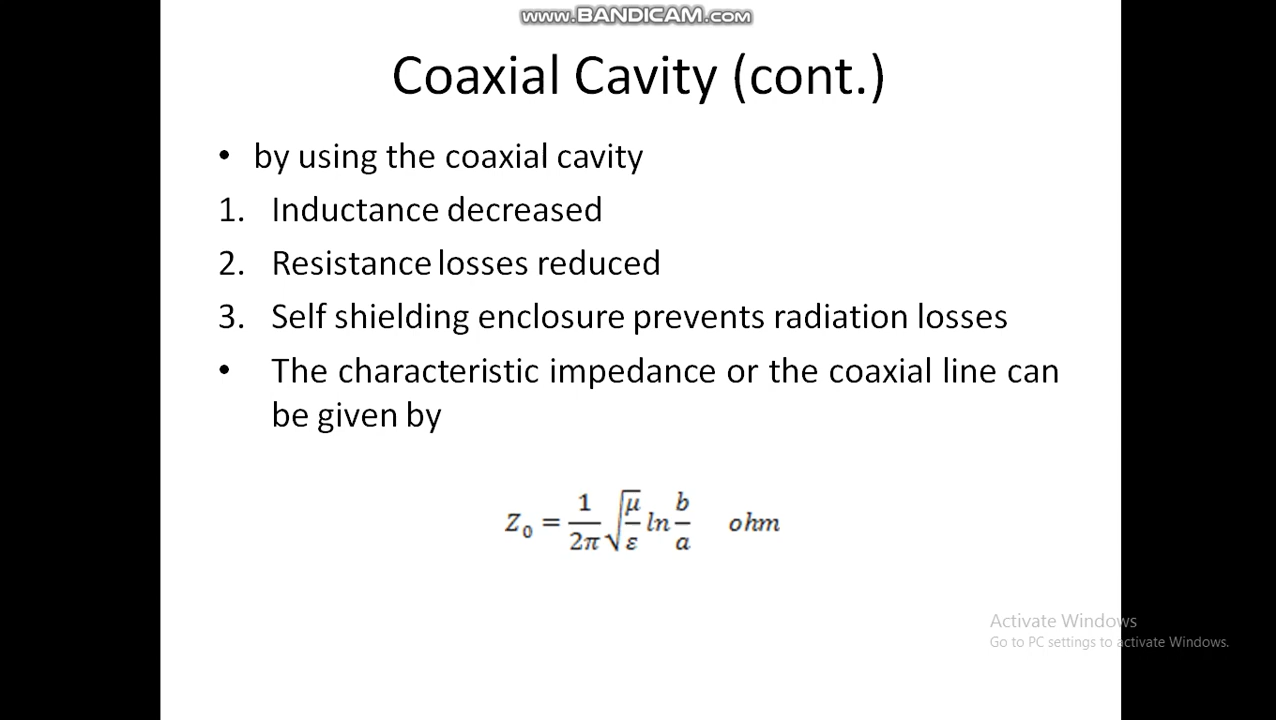 www.BANDICAM.com
Coaxial Cavity (cont.)
• by using the coaxial cavity
1. Inductance decreased
2. Resistance losses reduced
3. Self shielding enclosure prevents radiation losses
• The characteristic impedance or the coaxial line can
be given by
Z₀ = 1/2π √(μ/ε) ln b/a ohm
Activate Windows
Go to PC settings to activate Windows.